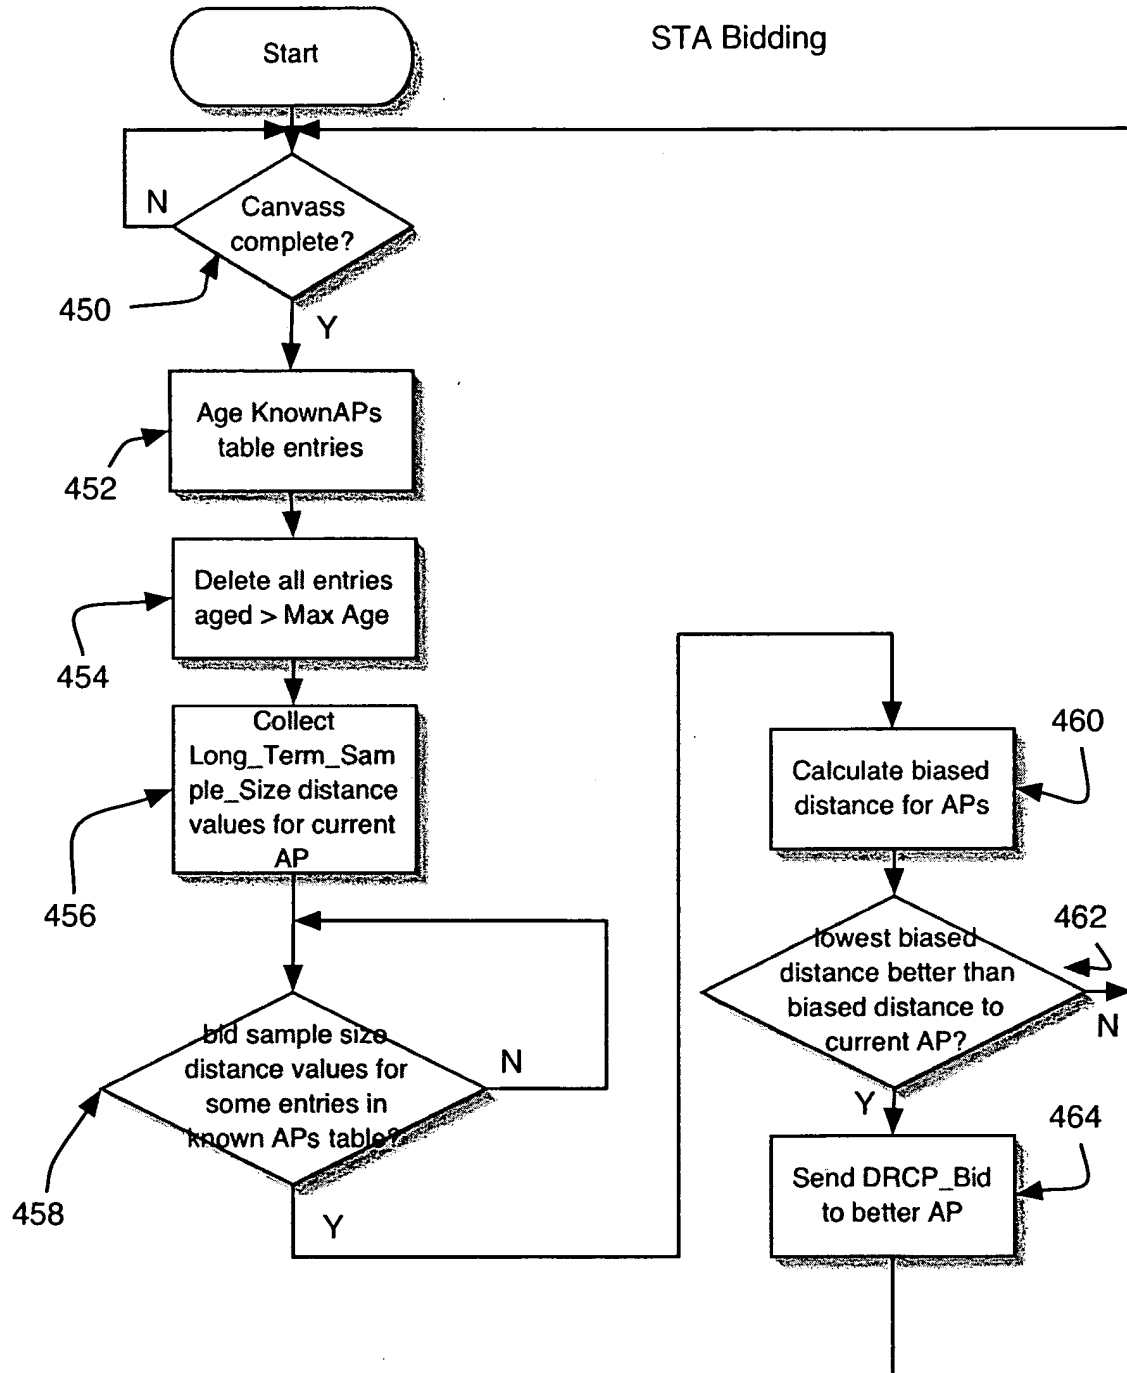 STA Bidding
Start
N
Canvass
complete?
450
Y
Age KnownAPs
table entries
452
Delete all entries
aged > Max Age
454
Collect
Long_Term_Sam
ple_Size distance
values for current
AP
456
bid sample size
distance values for
some entries in
known APs table?
N
458
Y
460
Calculate biased
distance for APs
462
lowest biased
distance better than
biased distance to
current AP?
N
Y
464
Send DRCP_Bid
to better AP